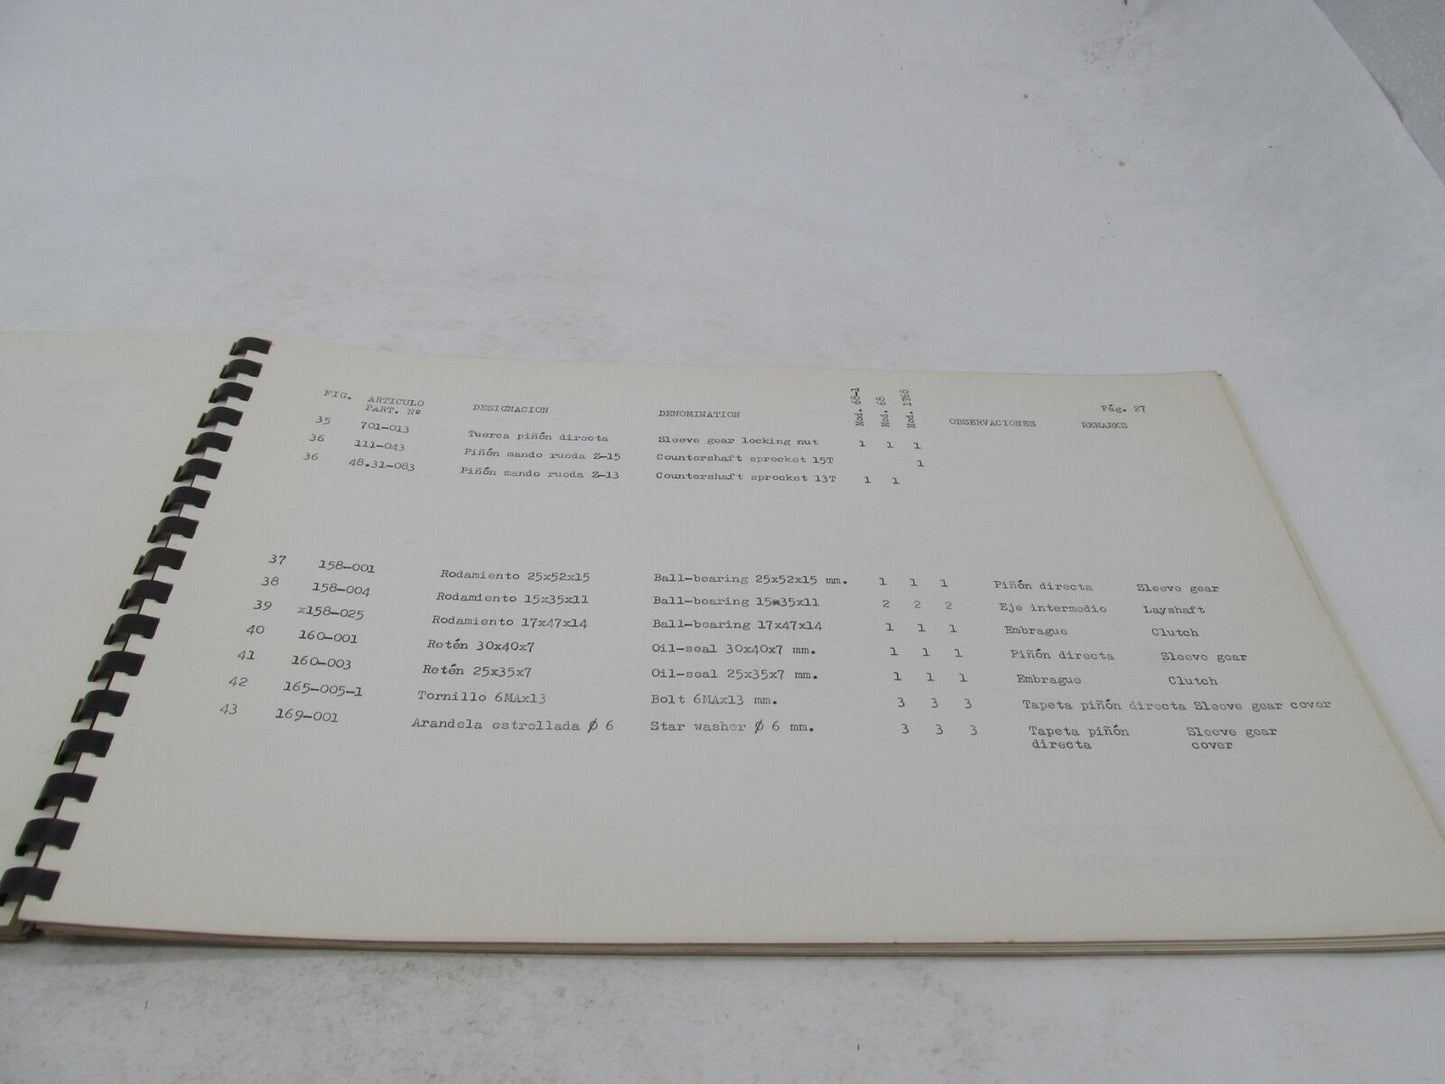 Pág. 27
FIG. ARTICULO DESIGNACION DENOMINATION Mod. 68-1 Mod. 68 Mod. 1968 OBSERVACIONES REMARKS
PART. Nº
35 701-013 Tuerca piñón directa Sleeve gear locking nut 1 1 1
36 111-043 Piñón mando rueda Z-15 Countershaft sprocket 15T 1
36 48.31-083 Piñón mando rueda Z-13 Countershaft sprocket 13T 1 1
37 158-001 Rodamiento 25x52x15 Ball-bearing 25x52x15 mm. 1 1 1 Piñón directa Sleeve gear
38 158-004 Rodamiento 15x35x11 Ball-bearing 15x35x11 2 2 2 Eje intermedio Layshaft
39 x158-025 Rodamiento 17x47x14 Ball-bearing 17x47x14 1 1 1 Embrague Clutch
40 160-001 Retén 30x40x7 Oil-seal 30x40x7 mm. 1 1 1 Piñón directa Sleeve gear
41 160-003 Retén 25x35x7 Oil-seal 25x35x7 mm. 1 1 1 Embrague Clutch
42 165-005-1 Tornillo 6MAx13 Bolt 6MAx13 mm. 3 3 3 Tapeta piñón directa Sleeve gear cover
43 169-001 Arandela estrellada Ø 6 Star washer Ø 6 mm. 3 3 3 Tapeta piñón Sleeve gear
directa cover